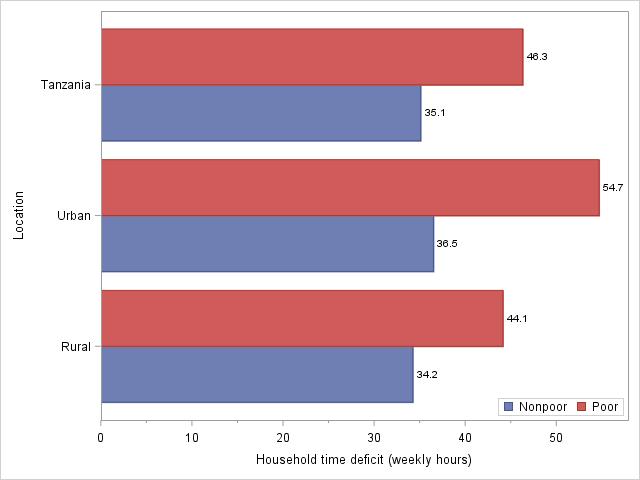 Tanzania
46.3
35.1
Urban
54.7
36.5
Rural
44.1
34.2
Location
Nonpoor Poor
0 10 20 30 40 50
Household time deficit (weekly hours)